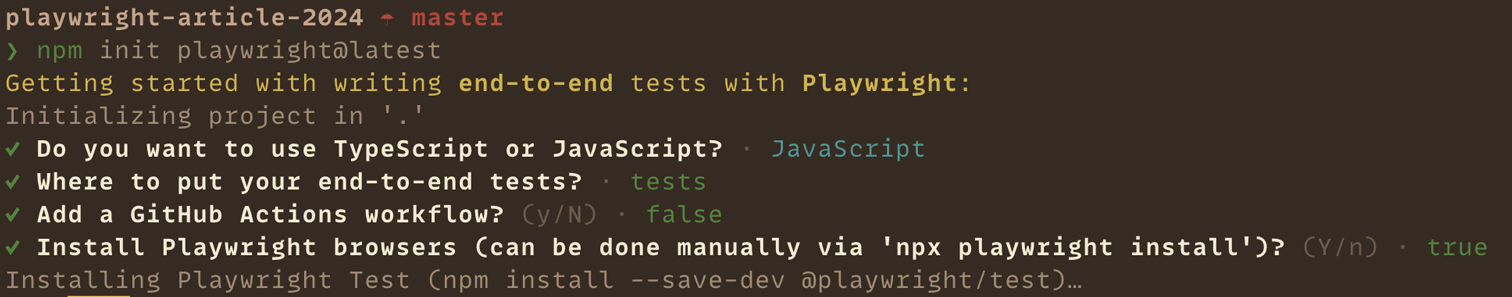 playwright-article-2024 ☂ master
❯ npm init playwright@latest
Getting started with writing end-to-end tests with Playwright:
Initializing project in '.'
✔ Do you want to use TypeScript or JavaScript? · JavaScript
✔ Where to put your end-to-end tests? · tests
✔ Add a GitHub Actions workflow? (y/N) · false
✔ Install Playwright browsers (can be done manually via 'npx playwright install')? (Y/n) · true
Installing Playwright Test (npm install --save-dev @playwright/test)…